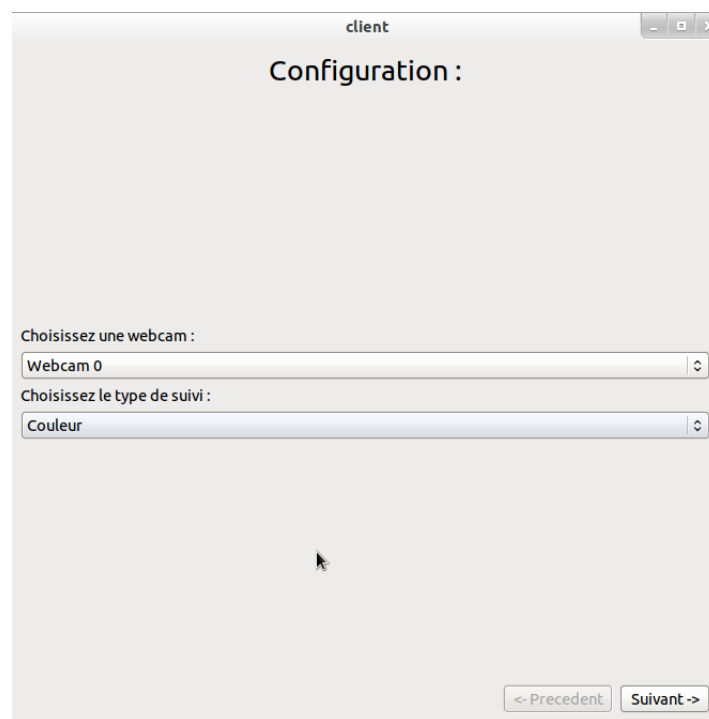 client
Configuration :
Choisissez une webcam :
Webcam 0
Choisissez le type de suivi :
Couleur
<- Precedent Suivant ->